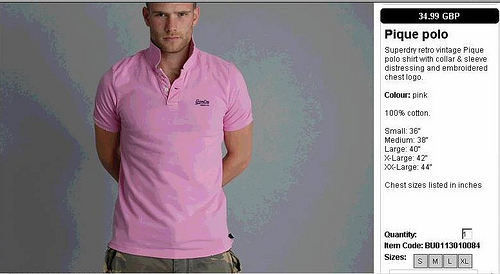 34.99 GBP
Pique polo
Superdry retro vintage Pique
polo shirt with collar & sleeve
distressing and embroidered
chest logo.
Colour: pink
100% cotton.
Small: 36"
Medium: 38"
Large: 40"
X-Large: 42"
XX-Large: 44"
Chest sizes listed in inches
Quantity: 1
Item Code: BU0113010084
Sizes: S M L XL